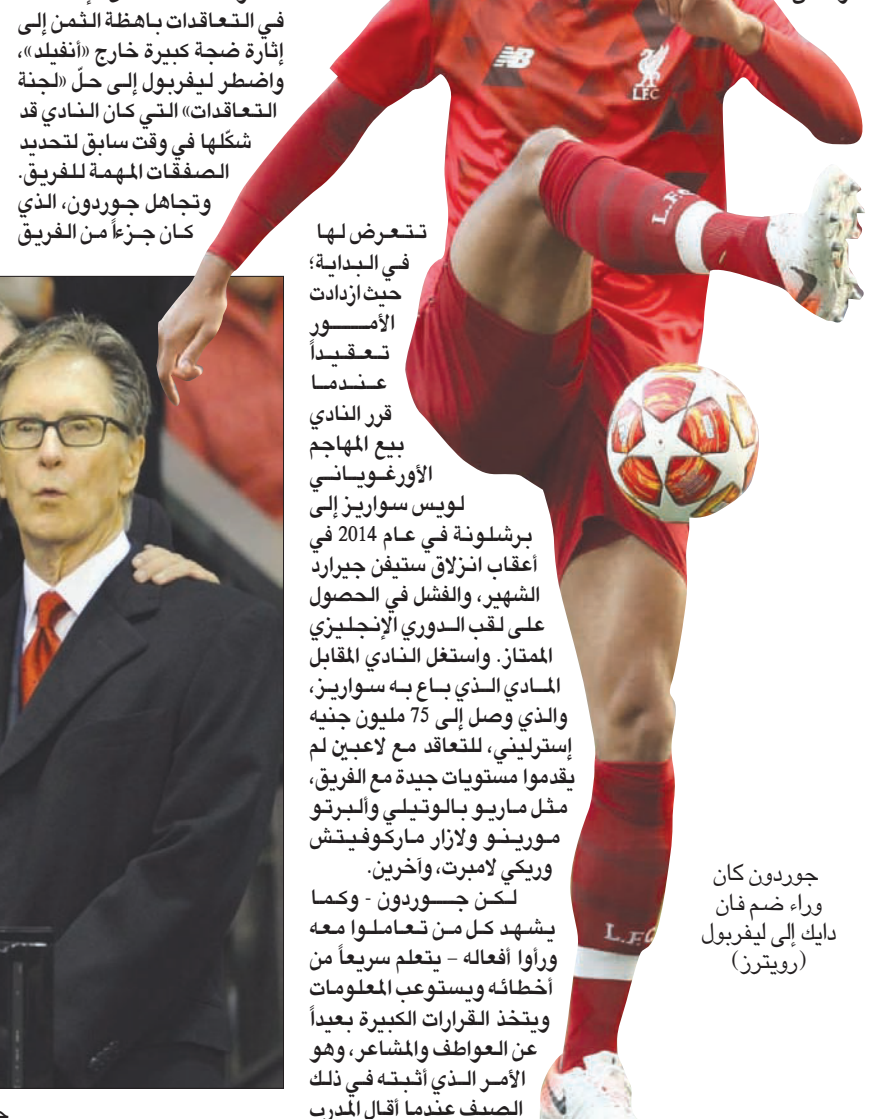 في التعاقدات باهظة الثمن إلى
إثارة ضجة كبيرة خارج «أنفيلد»،
واضطر ليفربول إلى حلّ «لجنة
التعاقدات» التي كان النادي قد
شكّلها في وقت سابق لتحديد
الصفقات المهمة للفريق.
وتجاهل جوردون، الذي
كان جزءاً من الفريق
تتعرض لها
في البداية؛
حيث ازدادت
الأمور
تعقيداً
عندما
قرر النادي
بيع المهاجم
الأورغوياني
لويس سواريز إلى
برشلونة في عام 2014 في
أعقاب انزلاق ستيفن جيرارد
الشهير، والفشل في الحصول
على لقب الدوري الإنجليزي
الممتاز. واستغل النادي المقابل
المادي الذي باع به سواريز،
والذي وصل إلى 75 مليون جنيه
إسترليني، للتعاقد مع لاعبين لم
يقدموا مستويات جيدة مع الفريق،
مثل ماريو بالوتيلي وألبرتو
مورينو ولازار ماركوفيتش
وريكي لامبرت، وآخرين.
لكن جوردون - وكما
يشهد كل من تعاملوا معه
ورأوا أفعاله – يتعلم سريعاً من
أخطائه ويستوعب المعلومات
ويتخذ القرارات الكبيرة بعيداً
عن العواطف والمشاعر، وهو
الأمر الذي أثبته في ذلك
الصيف عندما أقال المدرب
جوردون كان
وراء ضم فان
دايك إلى ليفربول
(رويترز)
NB
LFC
L.F.C
L.F.C